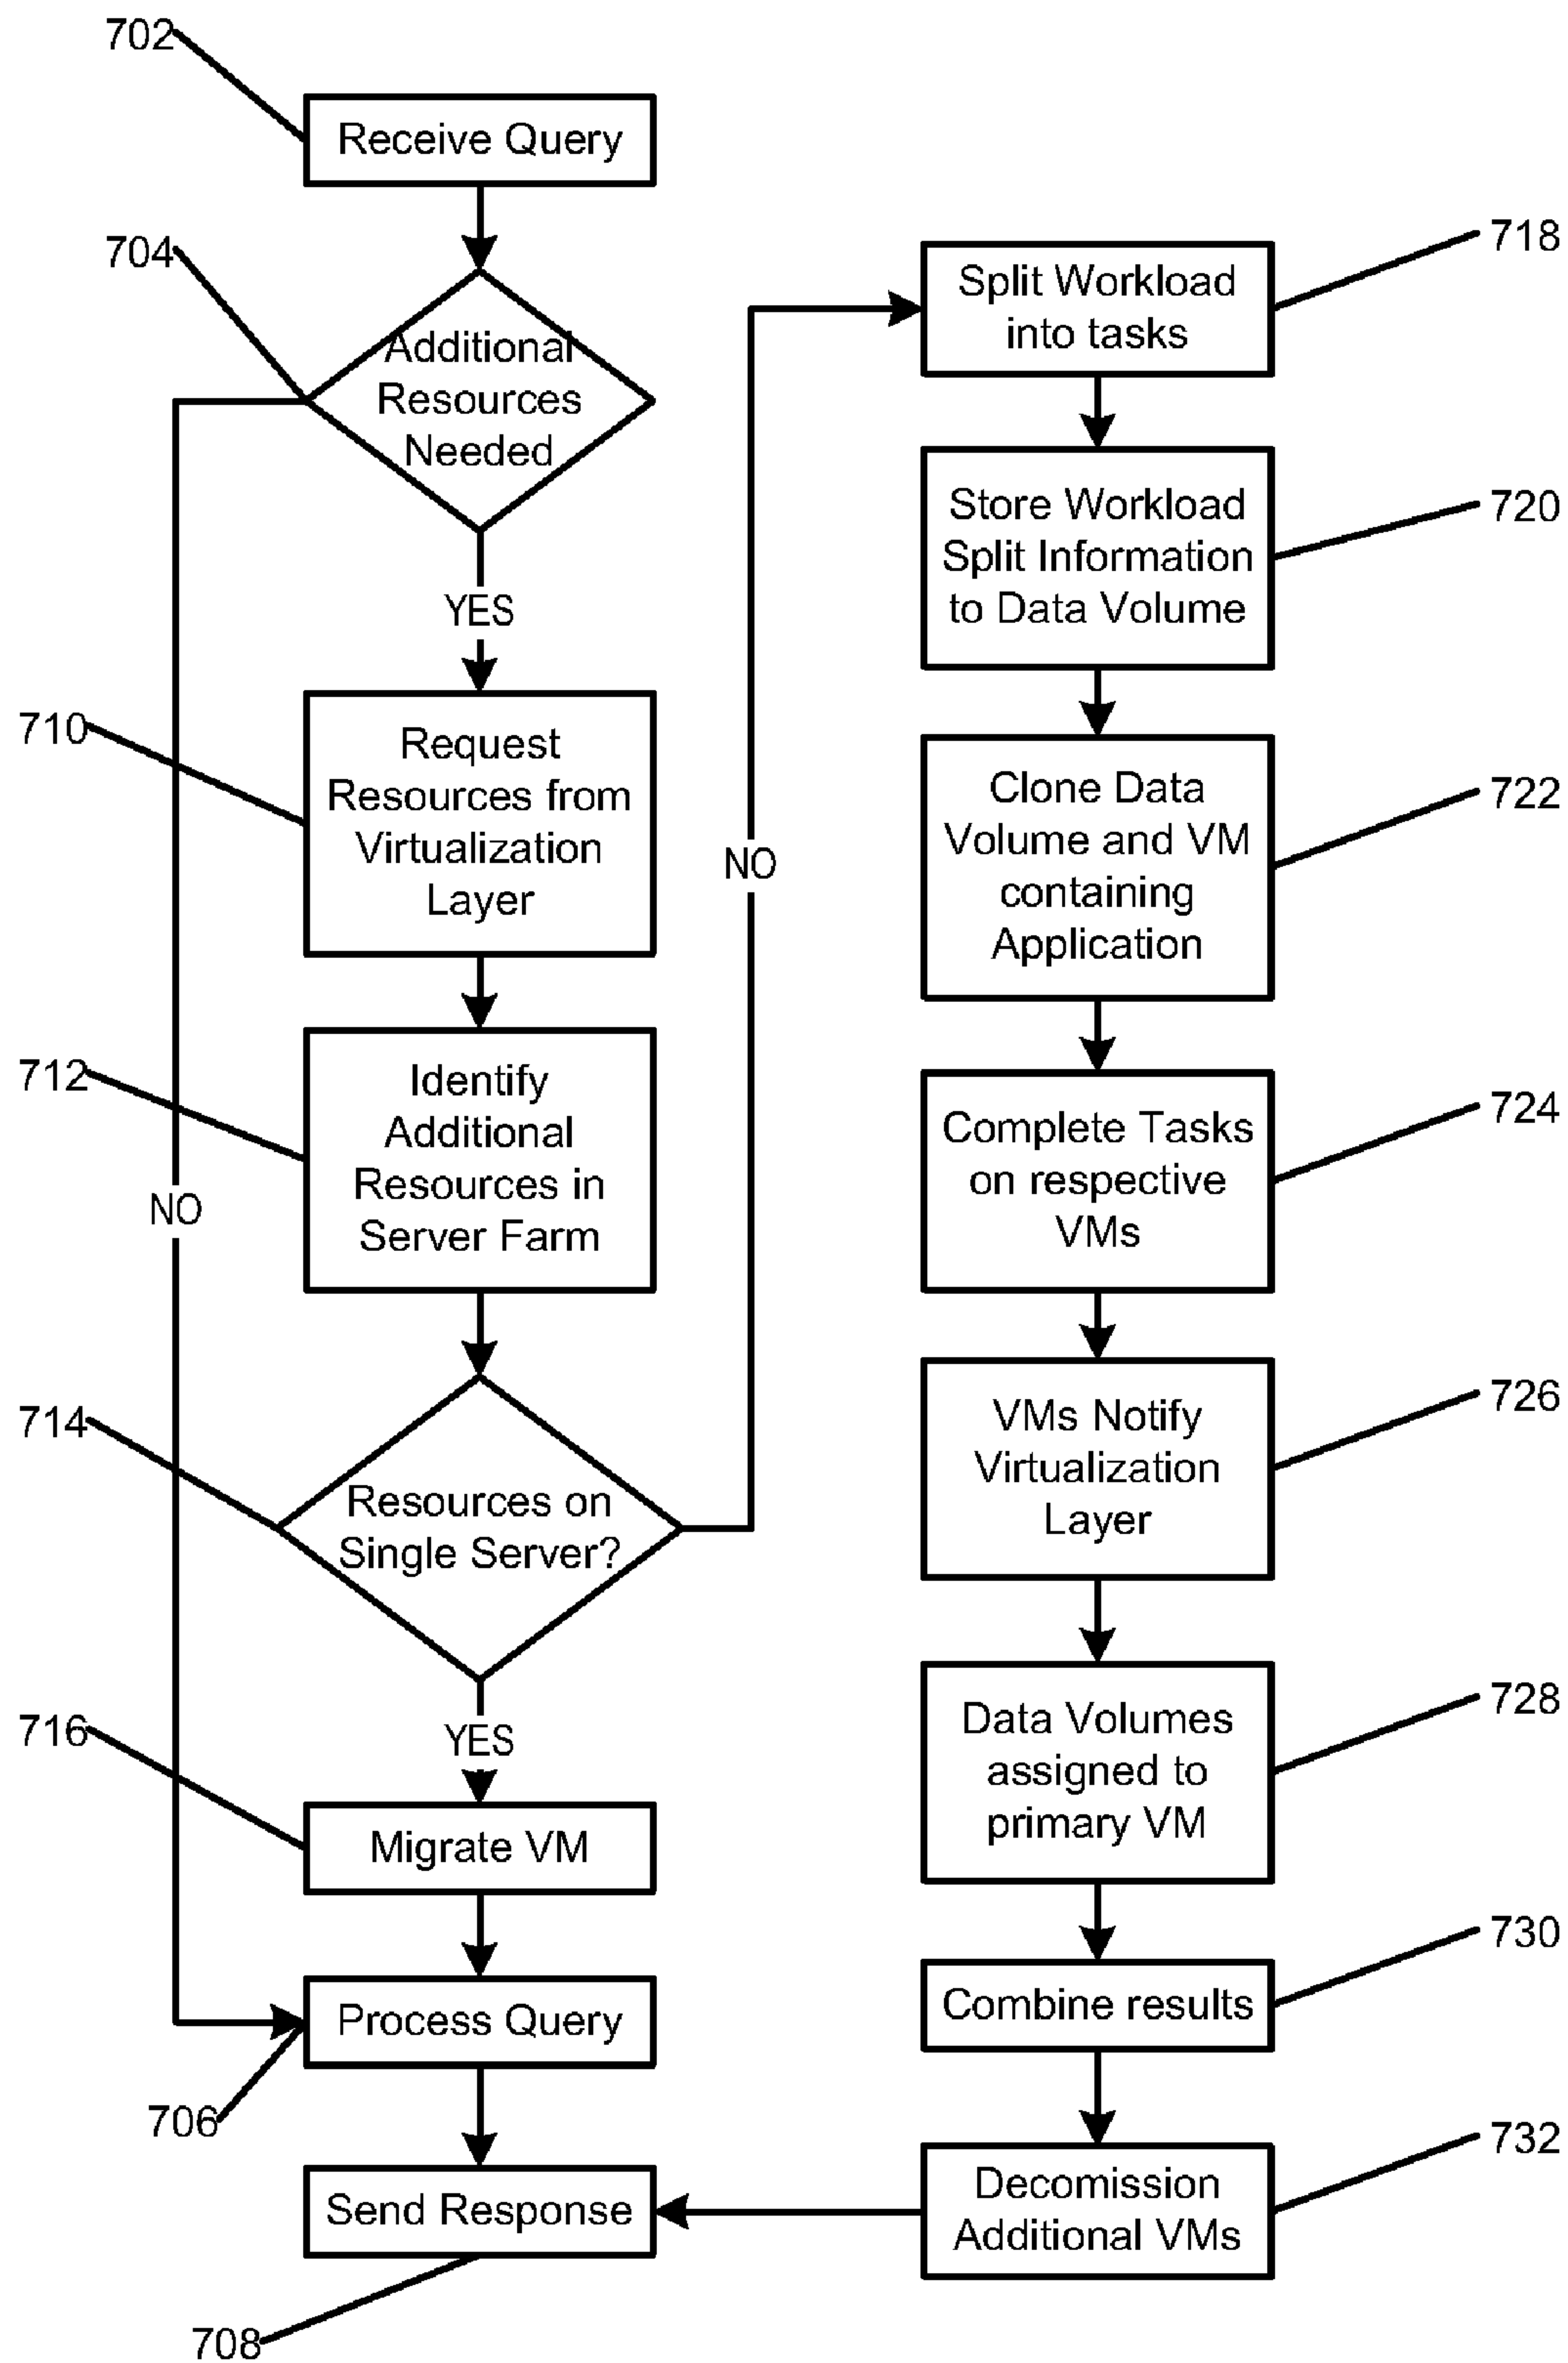 702
Receive Query
704
Additional
Resources
Needed
YES
710
Request
Resources from
Virtualization
Layer
712
Identify
Additional
Resources in
Server Farm
NO
714
Resources on
Single Server?
NO
YES
716
Migrate VM
Process Query
706
Send Response
708
718
Split Workload
into tasks
720
Store Workload
Split Information
to Data Volume
722
Clone Data
Volume and VM
containing
Application
724
Complete Tasks
on respective
VMs
726
VMs Notify
Virtualization
Layer
728
Data Volumes
assigned to
primary VM
730
Combine results
732
Decomission
Additional VMs